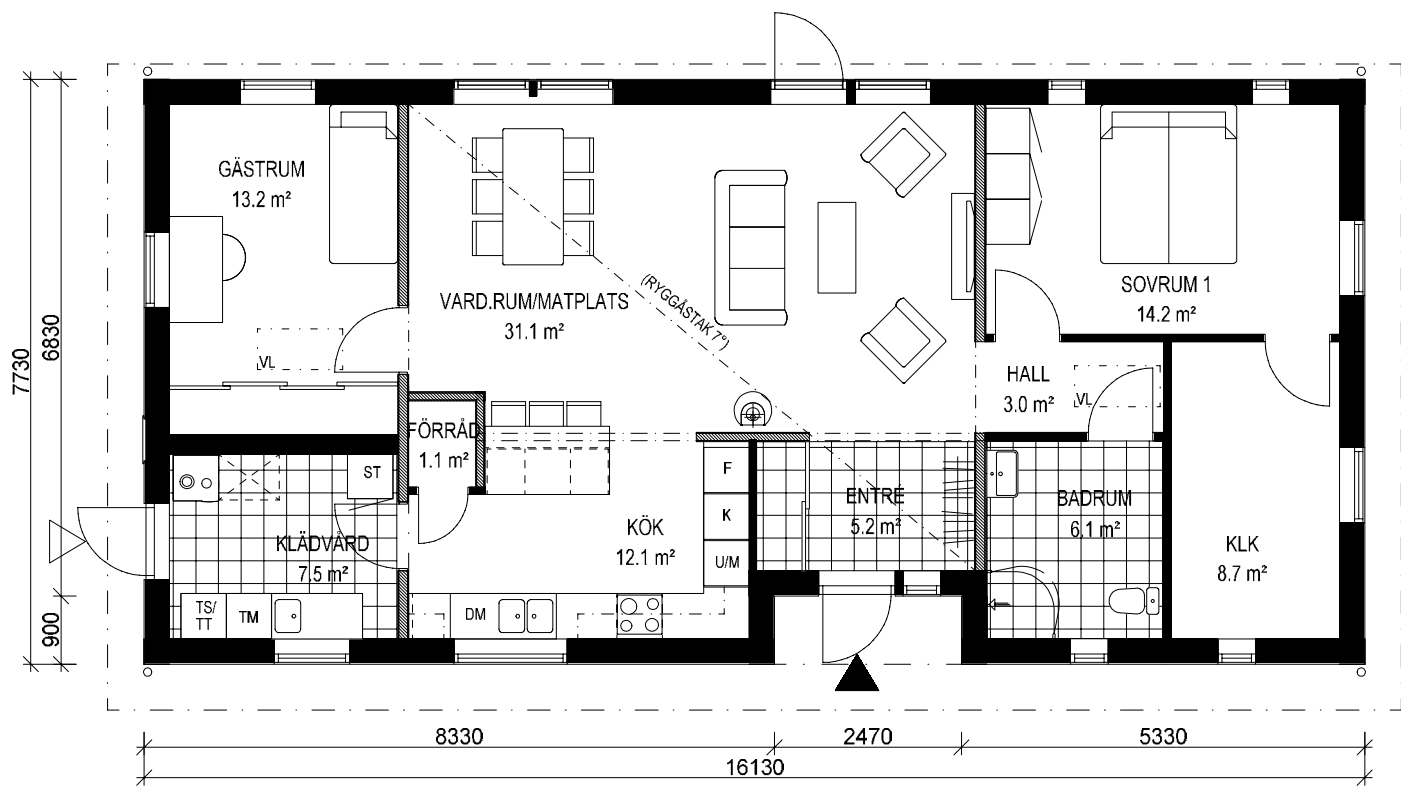 GÄSTRUM
13.2 m²
VL
VARD.RUM/MATPLATS
31.1 m²
(RYGGÅSTAK 7°)
SOVRUM 1
14.2 m²
HALL
3.0 m²
VL
FÖRRÅD
1.1 m²
ST
KLÄDVÅRD
7.5 m²
TS/
TT
TM
DM
KÖK
12.1 m²
F
K
U/M
ENTRÉ
5.2 m²
BADRUM
6.1 m²
KLK
8.7 m²
7730
6830
900
8330
2470
5330
16130